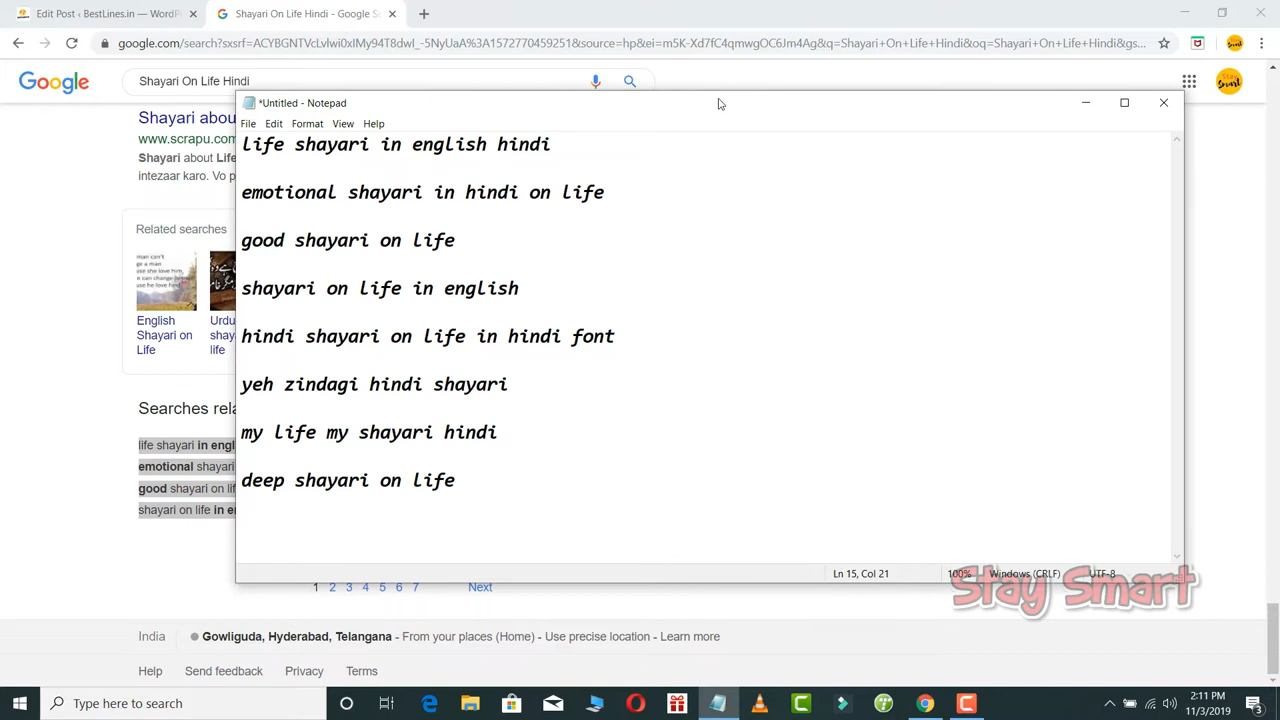 Edit Post ‹ BestLines.in — WordP
Shayari On Life Hindi - Google Se
google.com/search?sxsrf=ACYBGNTVcLvlwi0xIMy94T8dwI_-5NyUaA%3A1572770459251&source=hp&ei=m5K-Xd7fC4qmwgOC6Jm4Ag&q=Shayari+On+Life+Hindi&oq=Shayari+On+Life+Hindi&gs...
Google
Shayari On Life Hindi
Stay Smart
*Untitled - Notepad
File Edit Format View Help
Shayari abou
www.scrapu.com
Shayari about Life
intezaar karo. Vo p
Related searches
English Shayari on Life
Urdu shay life
Searches rela
life shayari in engl
emotional shayari
good shayari on lif
shayari on life in e
life shayari in english hindi
emotional shayari in hindi on life
good shayari on life
shayari on life in english
hindi shayari on life in hindi font
yeh zindagi hindi shayari
my life my shayari hindi
deep shayari on life
Ln 15, Col 21
100%
Windows (CRLF)
UTF-8
Stay Smart
1 2 3 4 5 6 7 Next
India Gowliguda, Hyderabad, Telangana - From your places (Home) - Use precise location - Learn more
Help Send feedback Privacy Terms
Type here to search
2:11 PM
11/3/2019
3